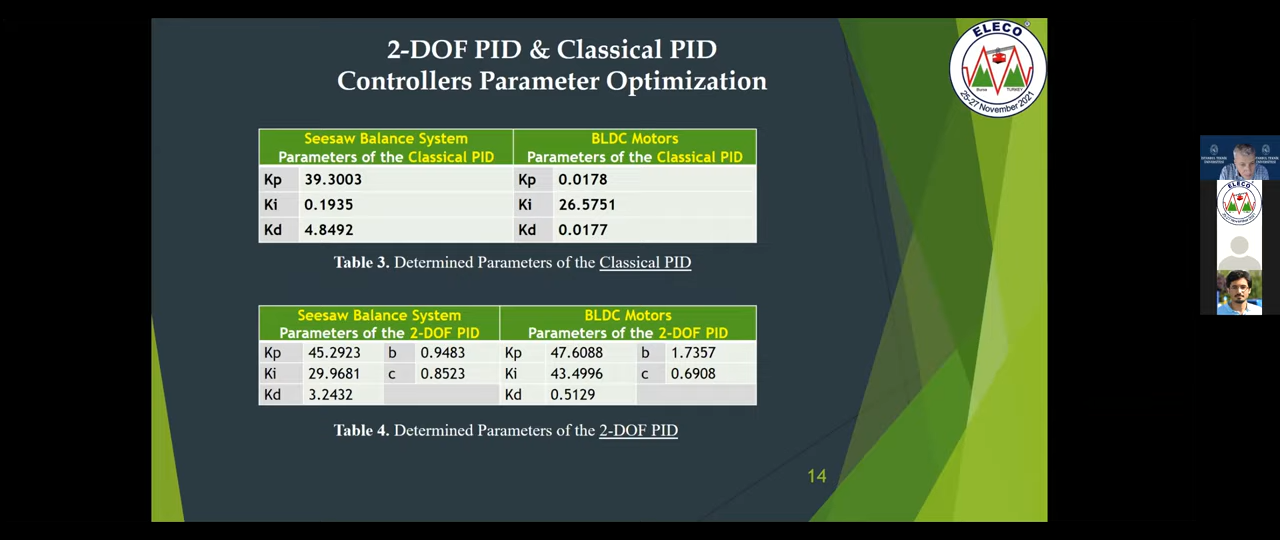 2-DOF PID & Classical PID
Controllers Parameter Optimization
ELECO
Bursa TURKEY
25-27 November 2021
Seesaw Balance System BLDC Motors
Parameters of the Classical PID Parameters of the Classical PID
Kp 39.3003 Kp 0.0178
Ki 0.1935 Ki 26.5751
Kd 4.8492 Kd 0.0177
Table 3. Determined Parameters of the Classical PID
Seesaw Balance System BLDC Motors
Parameters of the 2-DOF PID Parameters of the 2-DOF PID
Kp 45.2923 b 0.9483 Kp 47.6088 b 1.7357
Ki 29.9681 c 0.8523 Ki 43.4996 c 0.6908
Kd 3.2432 Kd 0.5129
Table 4. Determined Parameters of the 2-DOF PID
14
ELECO